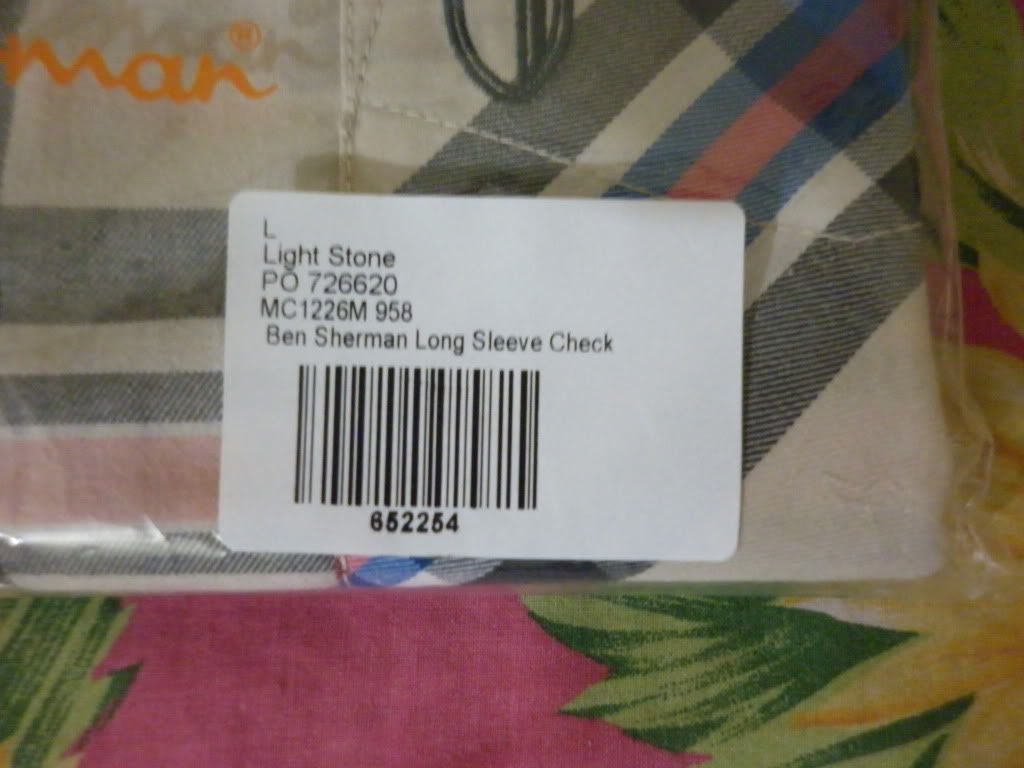 man®
L
Light Stone
PO 726620
MC1226M 958
Ben Sherman Long Sleeve Check
652254